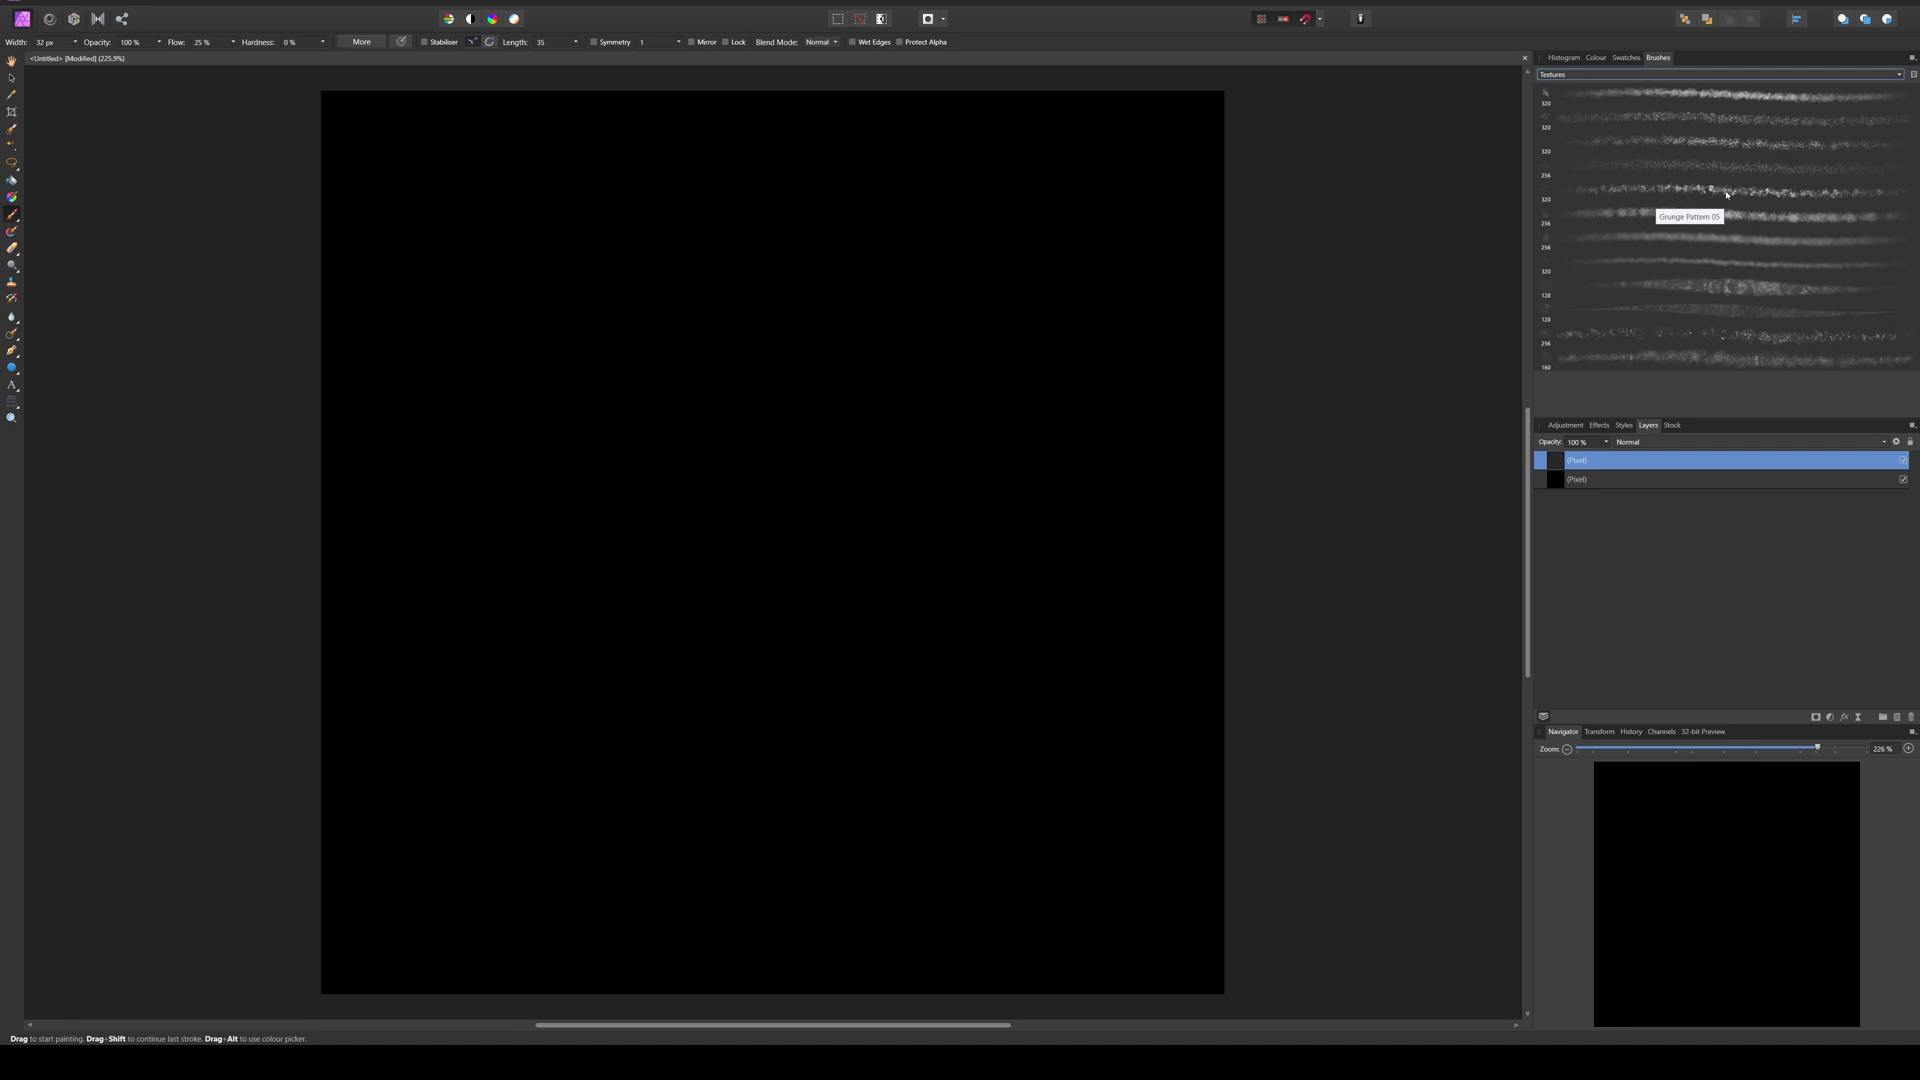 Width: 32 px Opacity: 100 % Flow: 25 % Hardness: 0 % More Stabiliser Length: 35 Symmetry 1 Mirror Lock Blend Mode: Normal Wet Edges Protect Alpha
<Untitled> [Modified] (225.9%)
Histogram Colour Swatches Brushes
Textures
320
320
320
256
320
Grunge Pattern 05
256
256
320
128
128
256
160
Adjustment Effects Styles Layers Stock
Opacity: 100 % Normal
(Pixel)
(Pixel)
fx
Navigator Transform History Channels 32-bit Preview
Zoom: 226 %
A
Drag to start painting. Drag+Shift to continue last stroke. Drag+Alt to use colour picker.